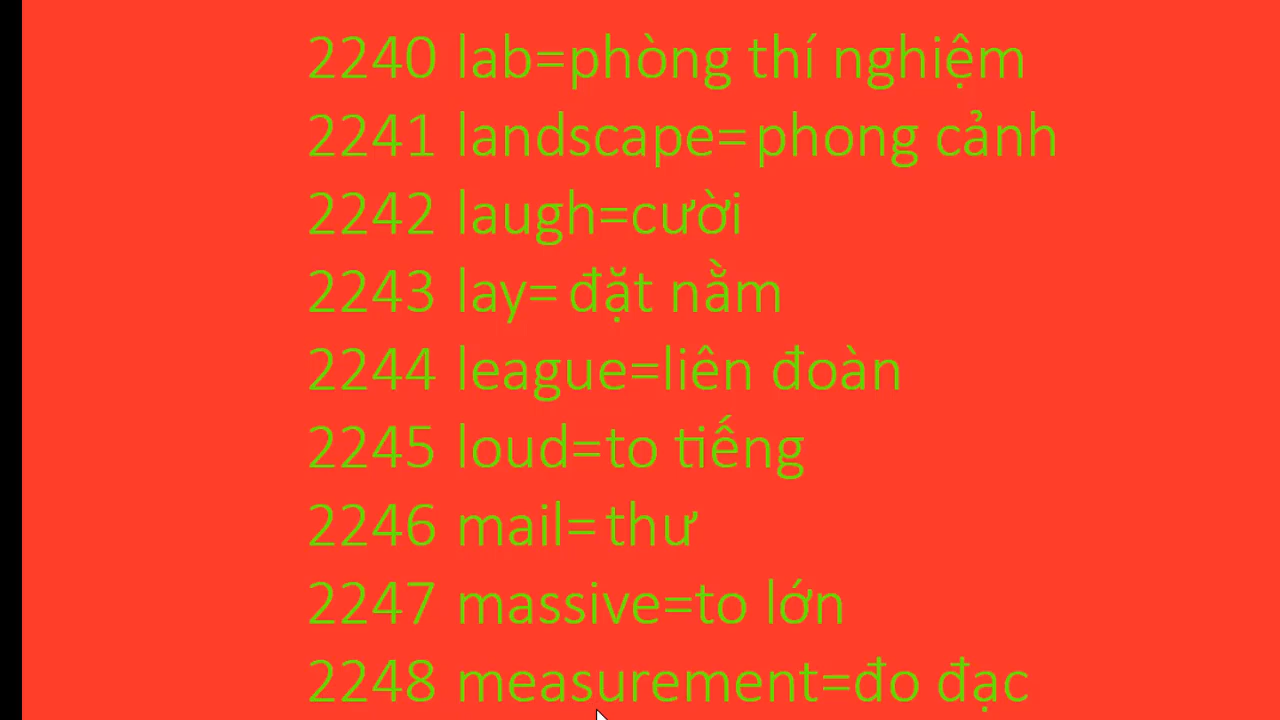 2240 lab=phòng thí nghiệm
2241 landscape=phong cảnh
2242 laugh=cười
2243 lay=đặt nằm
2244 league=liên đoàn
2245 loud=to tiếng
2246 mail=thư
2247 massive=to lớn
2248 measurement=đo đạc